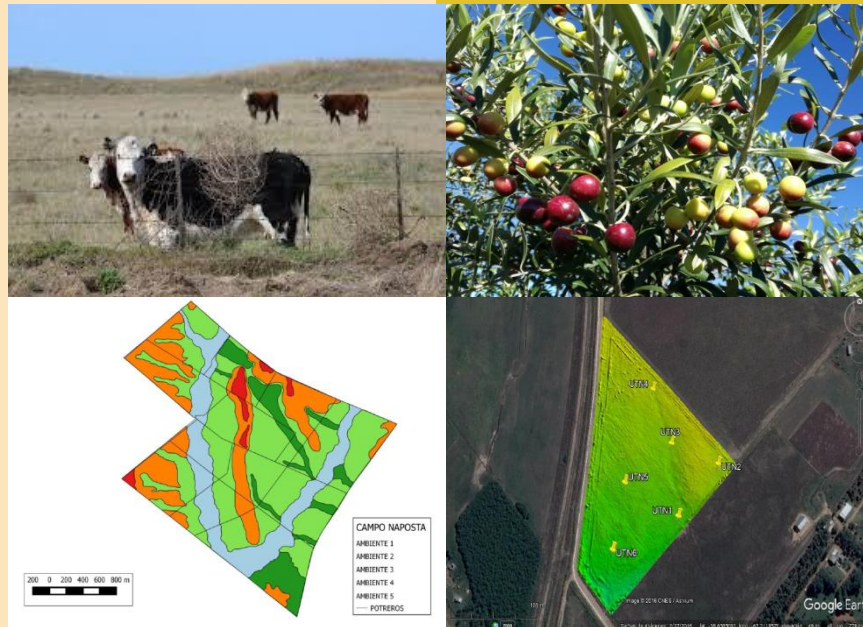 CAMPO NAPOSTA
AMBIENTE 1
AMBIENTE 2
AMBIENTE 3
AMBIENTE 4
AMBIENTE 5
POTREROS
200 0 200 400 600 800 m
UTN4
UTN3
UTN2
UTN5
UTN1
UTN6
Google Eart